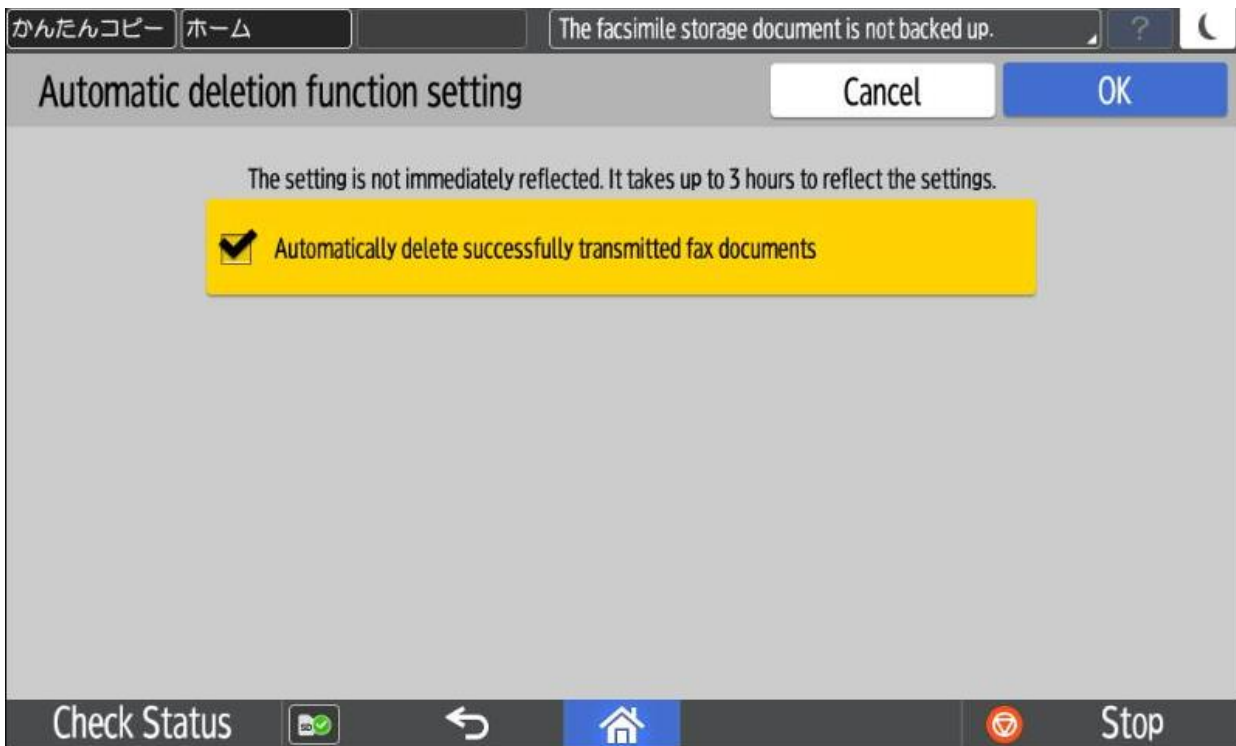 かんたんコピー ホーム The facsimile storage document is not backed up. ?
Automatic deletion function setting Cancel OK
The setting is not immediately reflected. It takes up to 3 hours to reflect the settings.
Automatically delete successfully transmitted fax documents
Check Status SD Stop